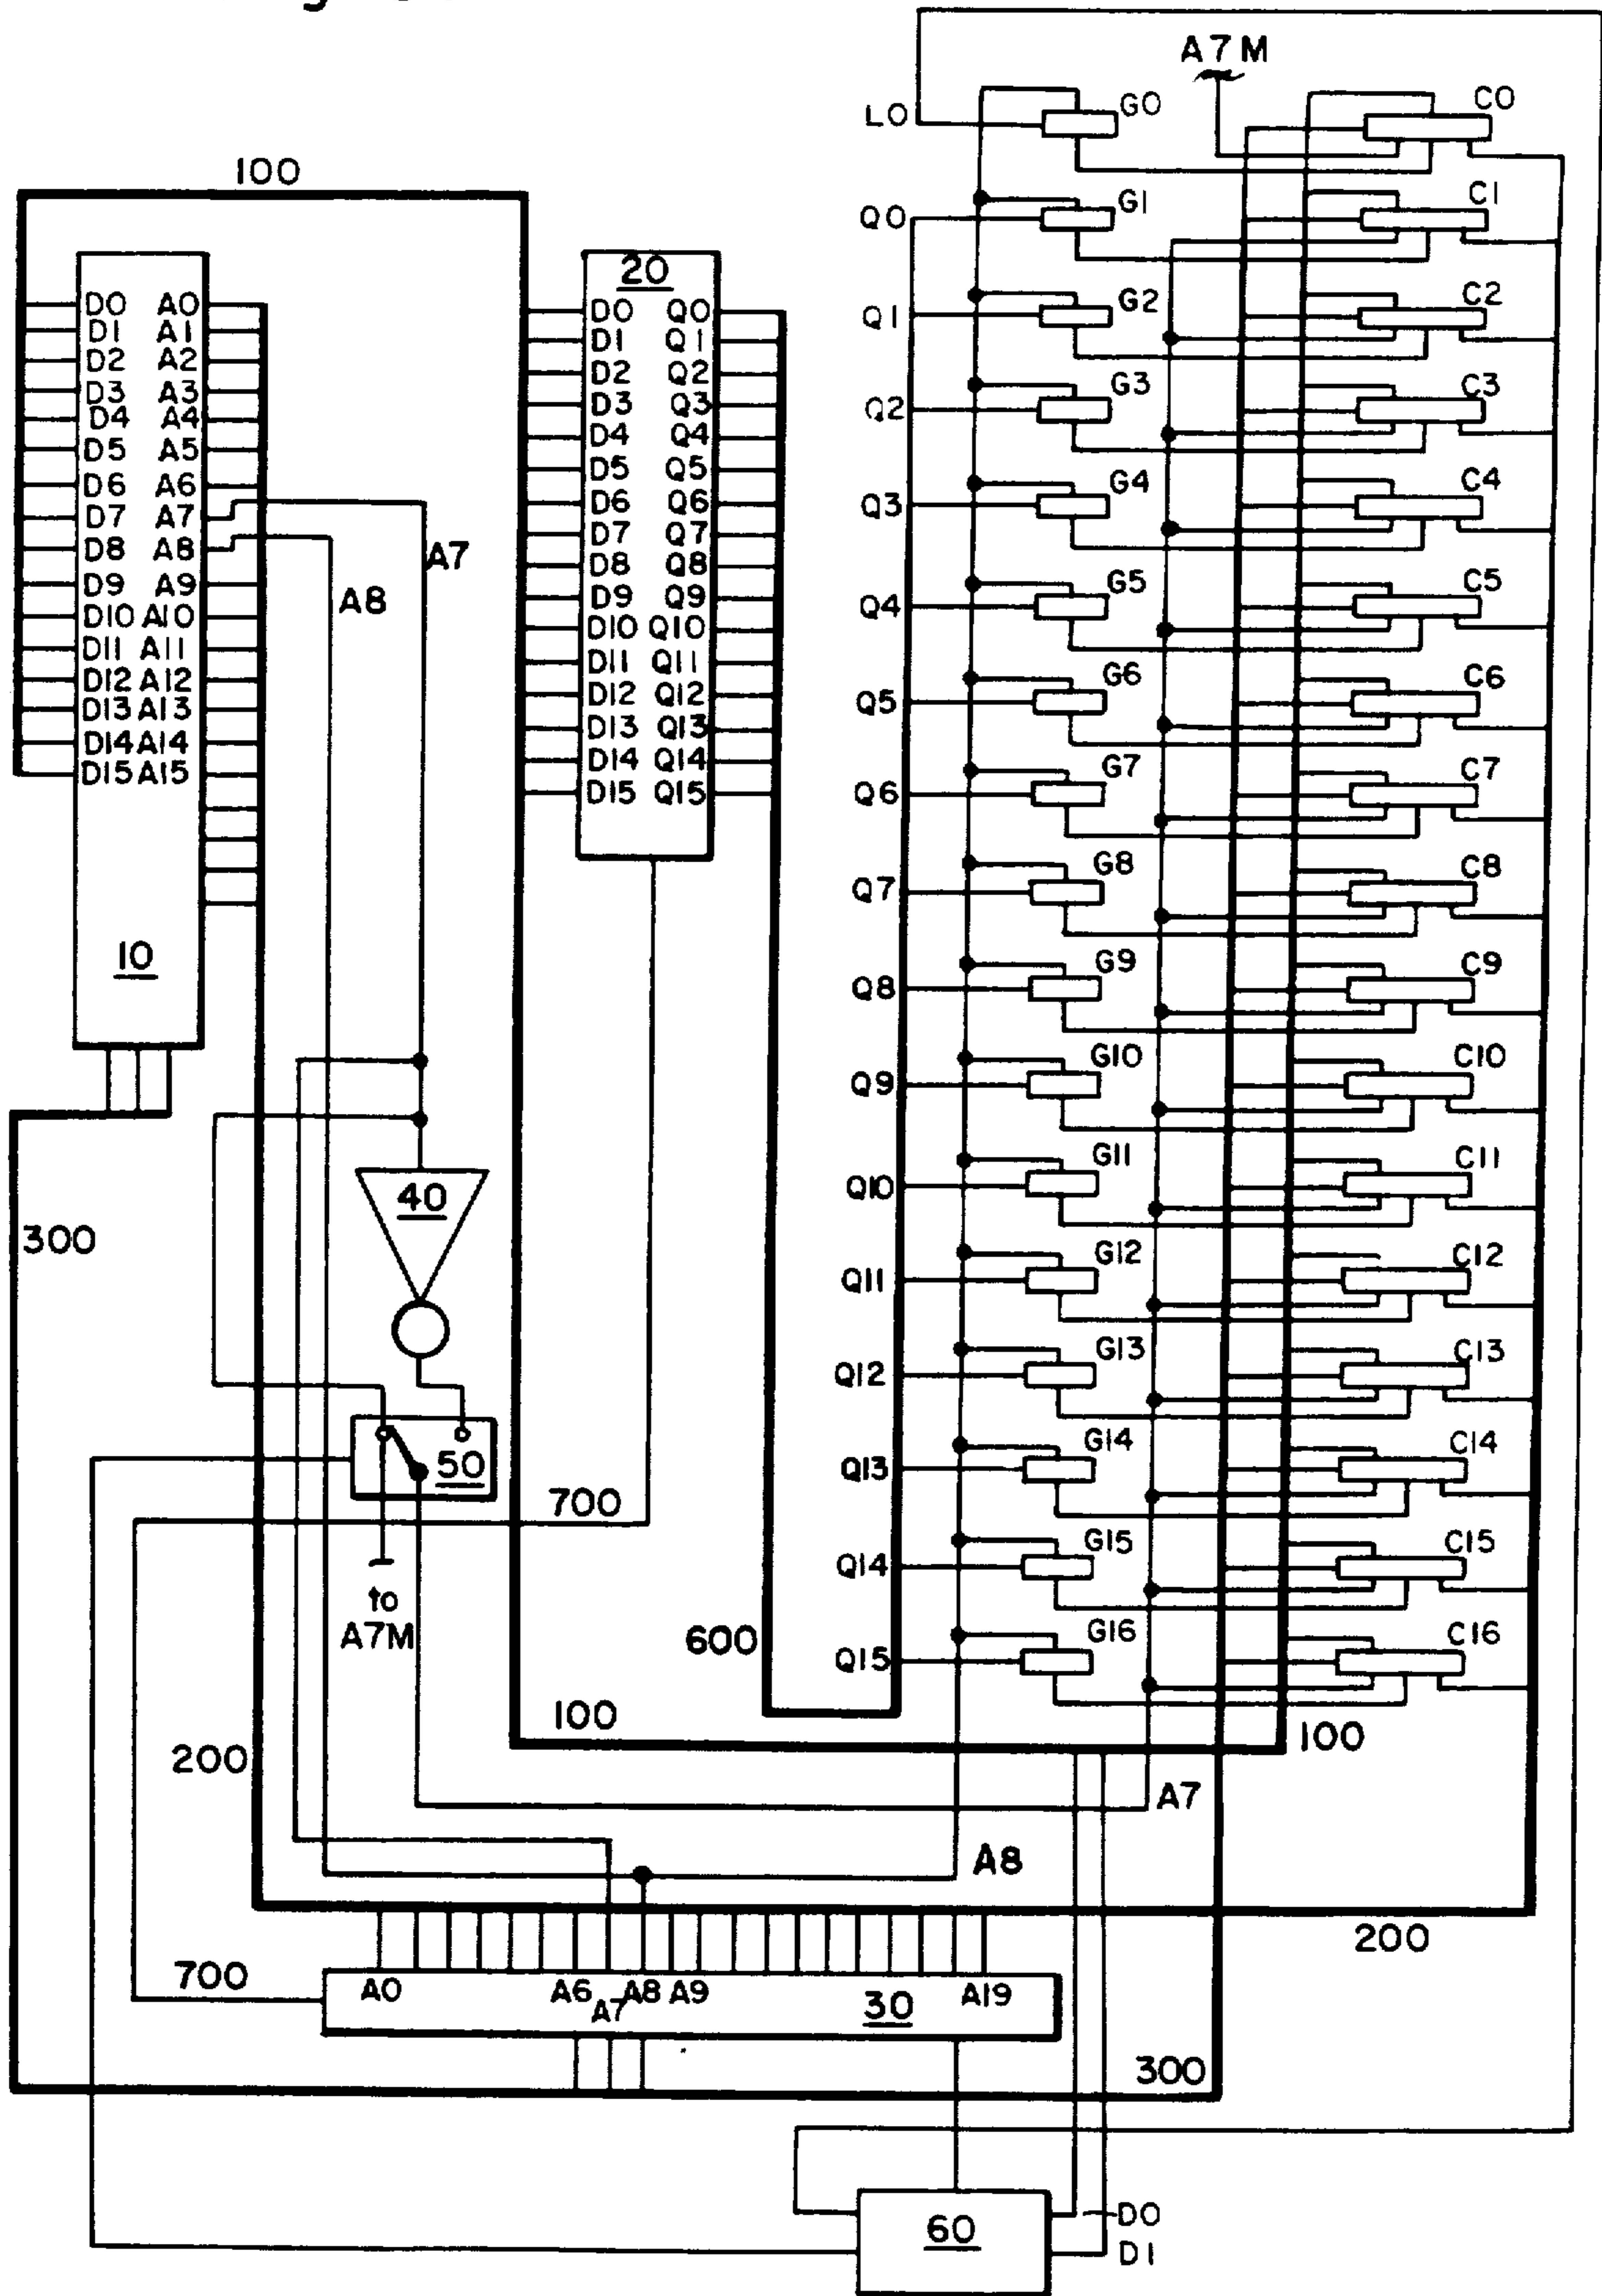 A7M
L0 G0 C0
100
Q0 G1 C1
20
D0 A0 D0 Q0
D1 A1 D1 Q1
D2 A2 D2 Q2
D3 A3 D3 Q3
D4 A4 D4 Q4
D5 A5 D5 Q5
D6 A6 D6 Q6
D7 A7 D7 Q7
D8 A8 D8 Q8
D9 A9 D9 Q9
D10 A10 D10 Q10
D11 A11 D11 Q11
D12 A12 D12 Q12
D13 A13 D13 Q13
D14 A14 D14 Q14
D15 A15 D15 Q15
A7
A8
10
Q1 G2 C2
Q2 G3 C3
Q3 G4 C4
Q4 G5 C5
Q5 G6 C6
Q6 G7 C7
Q7 G8 C8
Q8 G9 C9
Q9 G10 C10
Q10 G11 C11
Q11 G12 C12
Q12 G13 C13
Q13 G14 C14
Q14 G15 C15
Q15 G16 C16
300
40
50
700
to
A7M
600
100
100
200
A7
A8
200
700
A0 A6 A7 A8 A9 30 A19
300
60
D0
D1